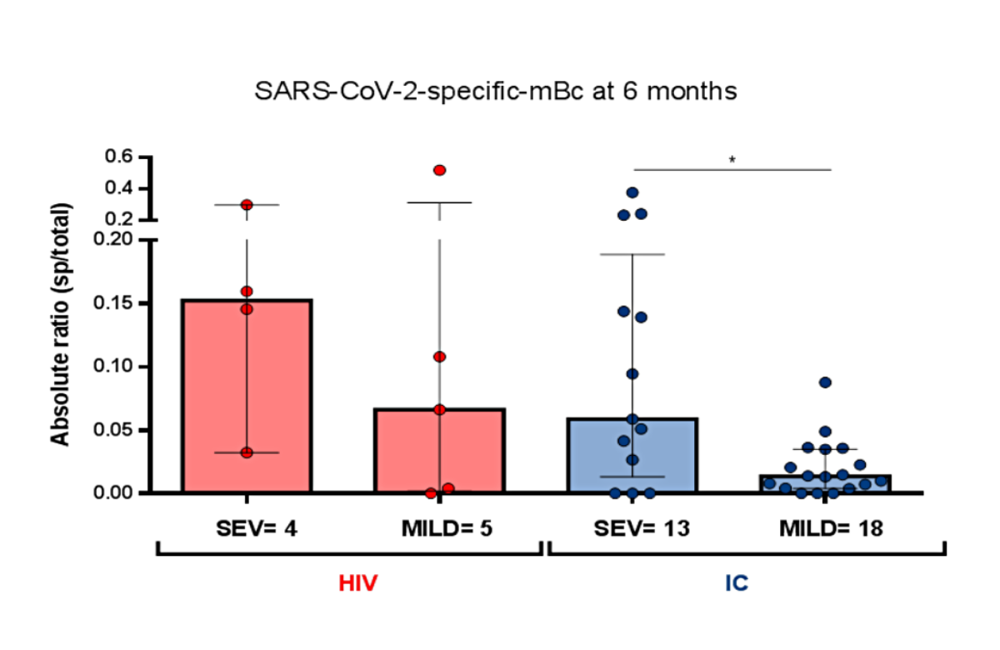 SARS-CoV-2-specific-mBc at 6 months
*
0.6
0.4
0.2
0.20
0.15
0.10
0.05
0.00
Absolute ratio (sp/total)
SEV= 4 MILD= 5 SEV= 13 MILD= 18
HIV IC